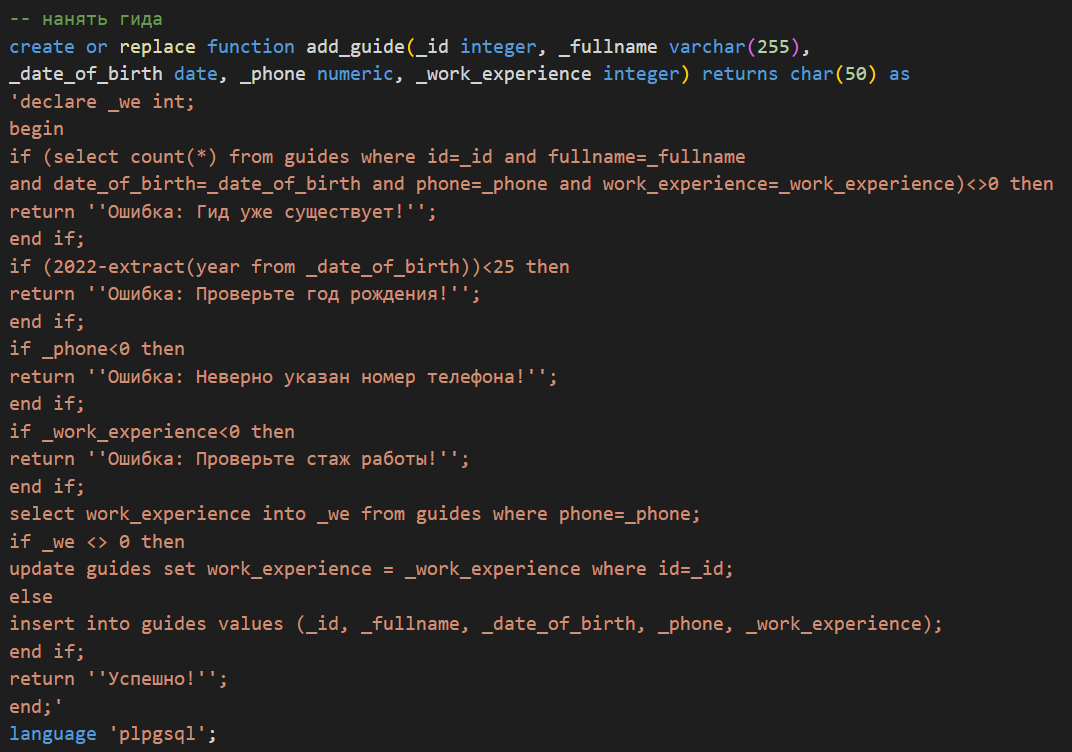 -- нанять гида
create or replace function add_guide(_id integer, _fullname varchar(255),
_date_of_birth date, _phone numeric, _work_experience integer) returns char(50) as
'declare _we int;
begin
if (select count(*) from guides where id=_id and fullname=_fullname
and date_of_birth=_date_of_birth and phone=_phone and work_experience=_work_experience)<>0 then
return ''Ошибка: Гид уже существует!'';
end if;
if (2022-extract(year from _date_of_birth))<25 then
return ''Ошибка: Проверьте год рождения!'';
end if;
if _phone<0 then
return ''Ошибка: Неверно указан номер телефона!'';
end if;
if _work_experience<0 then
return ''Ошибка: Проверьте стаж работы!'';
end if;
select work_experience into _we from guides where phone=_phone;
if _we <> 0 then
update guides set work_experience = _work_experience where id=_id;
else
insert into guides values (_id, _fullname, _date_of_birth, _phone, _work_experience);
end if;
return ''Успешно!'';
end;'
language 'plpgsql';